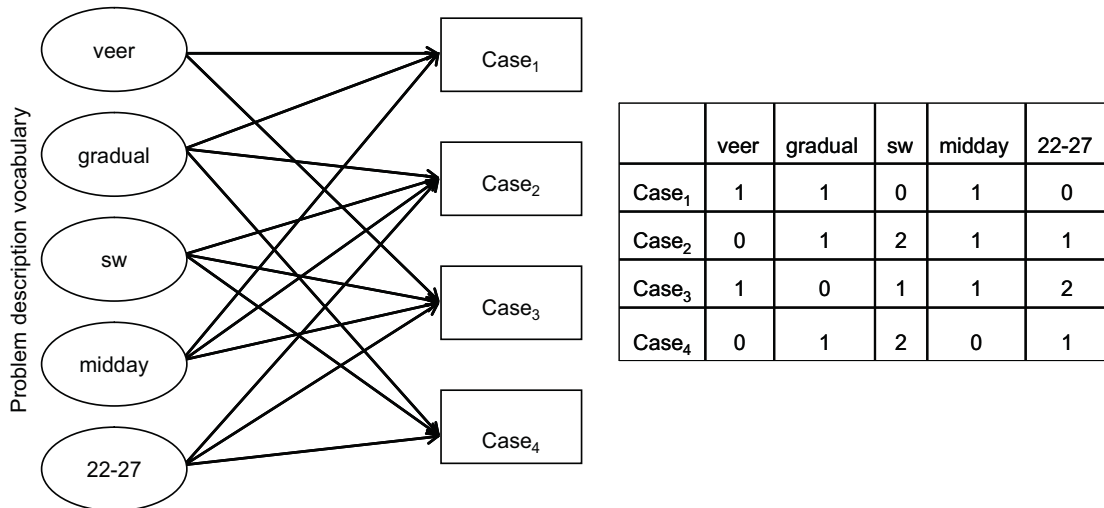 Problem description vocabulary
veer
gradual
sw
midday
22-27
Case₁
Case₂
Case₃
Case₄
veer gradual sw midday 22-27
Case₁ 1 1 0 1 0
Case₂ 0 1 2 1 1
Case₃ 1 0 1 1 2
Case₄ 0 1 2 0 1